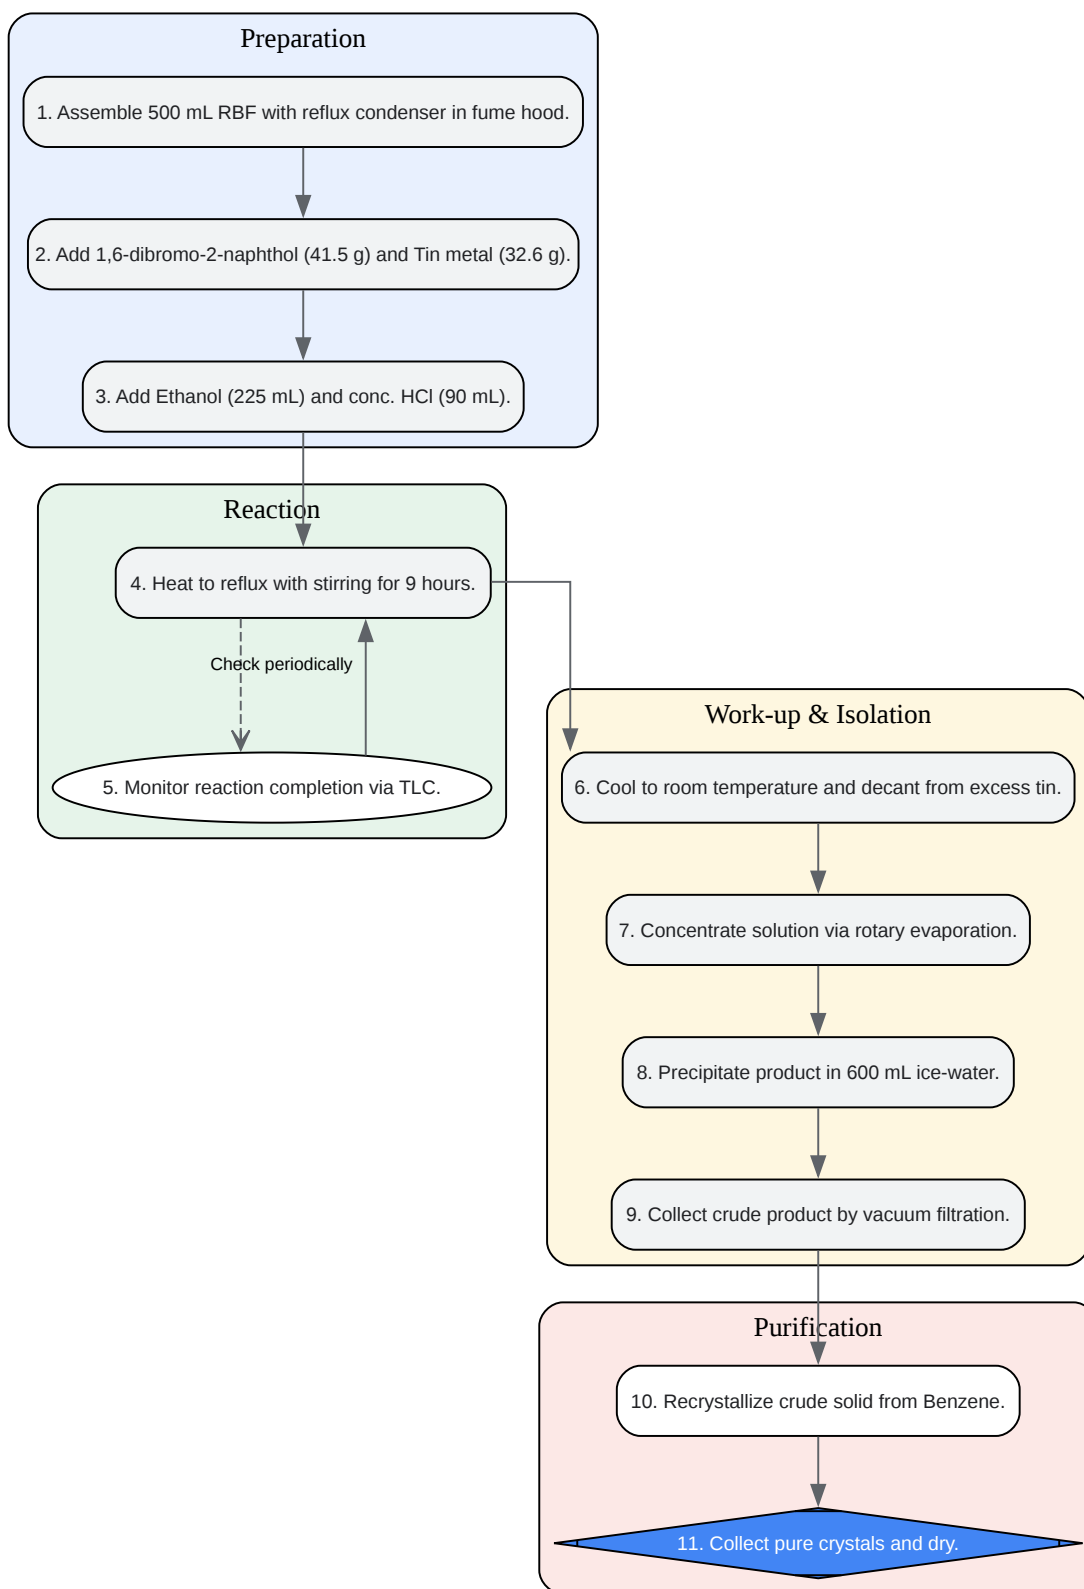 Preparation
1. Assemble 500 mL RBF with reflux condenser in fume hood.
2. Add 1,6-dibromo-2-naphthol (41.5 g) and Tin metal (32.6 g).
3. Add Ethanol (225 mL) and conc. HCl (90 mL).
Reaction
4. Heat to reflux with stirring for 9 hours.
Check periodically
5. Monitor reaction completion via TLC.
Work-up & Isolation
6. Cool to room temperature and decant from excess tin.
7. Concentrate solution via rotary evaporation.
8. Precipitate product in 600 mL ice-water.
9. Collect crude product by vacuum filtration.
Purification
10. Recrystallize crude solid from Benzene.
11. Collect pure crystals and dry.